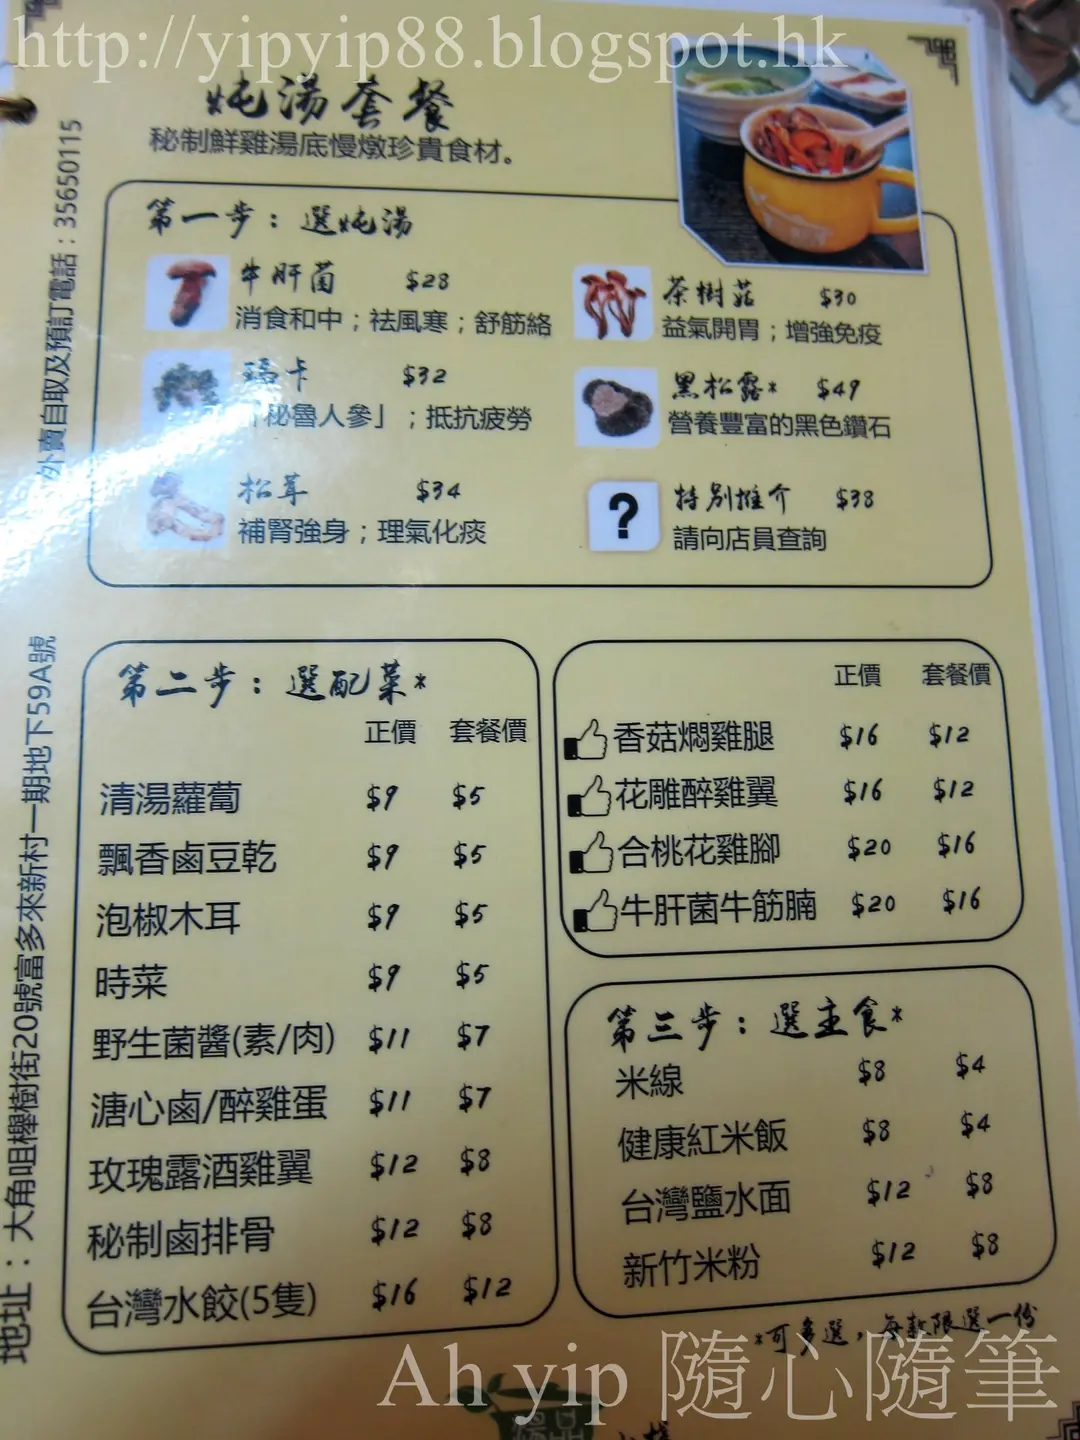 http://yipyip88.blogspot.hk
炖湯套餐
秘制鮮雞湯底慢燉珍貴食材。
外賣自取及預訂電話：35650115
第一步：選炖湯
牛肝菌 $28
消食和中；祛風寒；舒筋絡
茶樹菇 $30
益氣開胃；增強免疫
瑪卡 $32
「秘魯人參」；抵抗疲勞
黑松露* $49
營養豐富的黑色鑽石
松茸 $34
補腎強身；理氣化痰
特別推介 $38
?
請向店員查詢
地址：大角咀櫸樹街20號富多來新村一期地下59A號
第二步：選配菜*
正價 套餐價
清湯蘿蔔 $9 $5
飄香鹵豆乾 $9 $5
泡椒木耳 $9 $5
時菜 $9 $5
野生菌醬(素/肉) $11 $7
溏心鹵/醉雞蛋 $11 $7
玫瑰露酒雞翼 $12 $8
秘制鹵排骨 $12 $8
台灣水餃(5隻) $16 $12
正價 套餐價
香菇燜雞腿 $16 $12
花雕醉雞翼 $16 $12
合桃花雞腳 $20 $16
牛肝菌牛筋腩 $20 $16
第三步：選主食*
米線 $8 $4
健康紅米飯 $8 $4
台灣鹽水面 $12 $8
新竹米粉 $12 $8
*可多選，每款限選一份
Ah yip 隨心隨筆